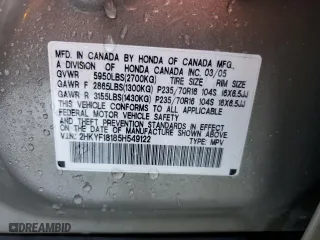 MFD. IN CANADA BY HONDA OF CANADA MFG.,
A DIVISION OF HONDA CANADA INC. 03/05
GVWR 5950LBS(2700KG) TIRE SIZE RIM SIZE
GAWR F 2865LBS(1300KG) P235/70R16 104S 16X6.5JJ
GAWR R 3155LBS(1430KG) P235/70R16 104S 16X6.5JJ
THIS VEHICLE CONFORMS TO ALL APPLICABLE FEDERAL
MOTOR VEHICLE SAFETY AND THEFT PREVENTION
STANDARDS IN EFFECT ON THE DATE OF
MANUFACTURE SHOWN ABOVE.
V.I.N.: 2HKYF18185H549122 TYPE: MPV